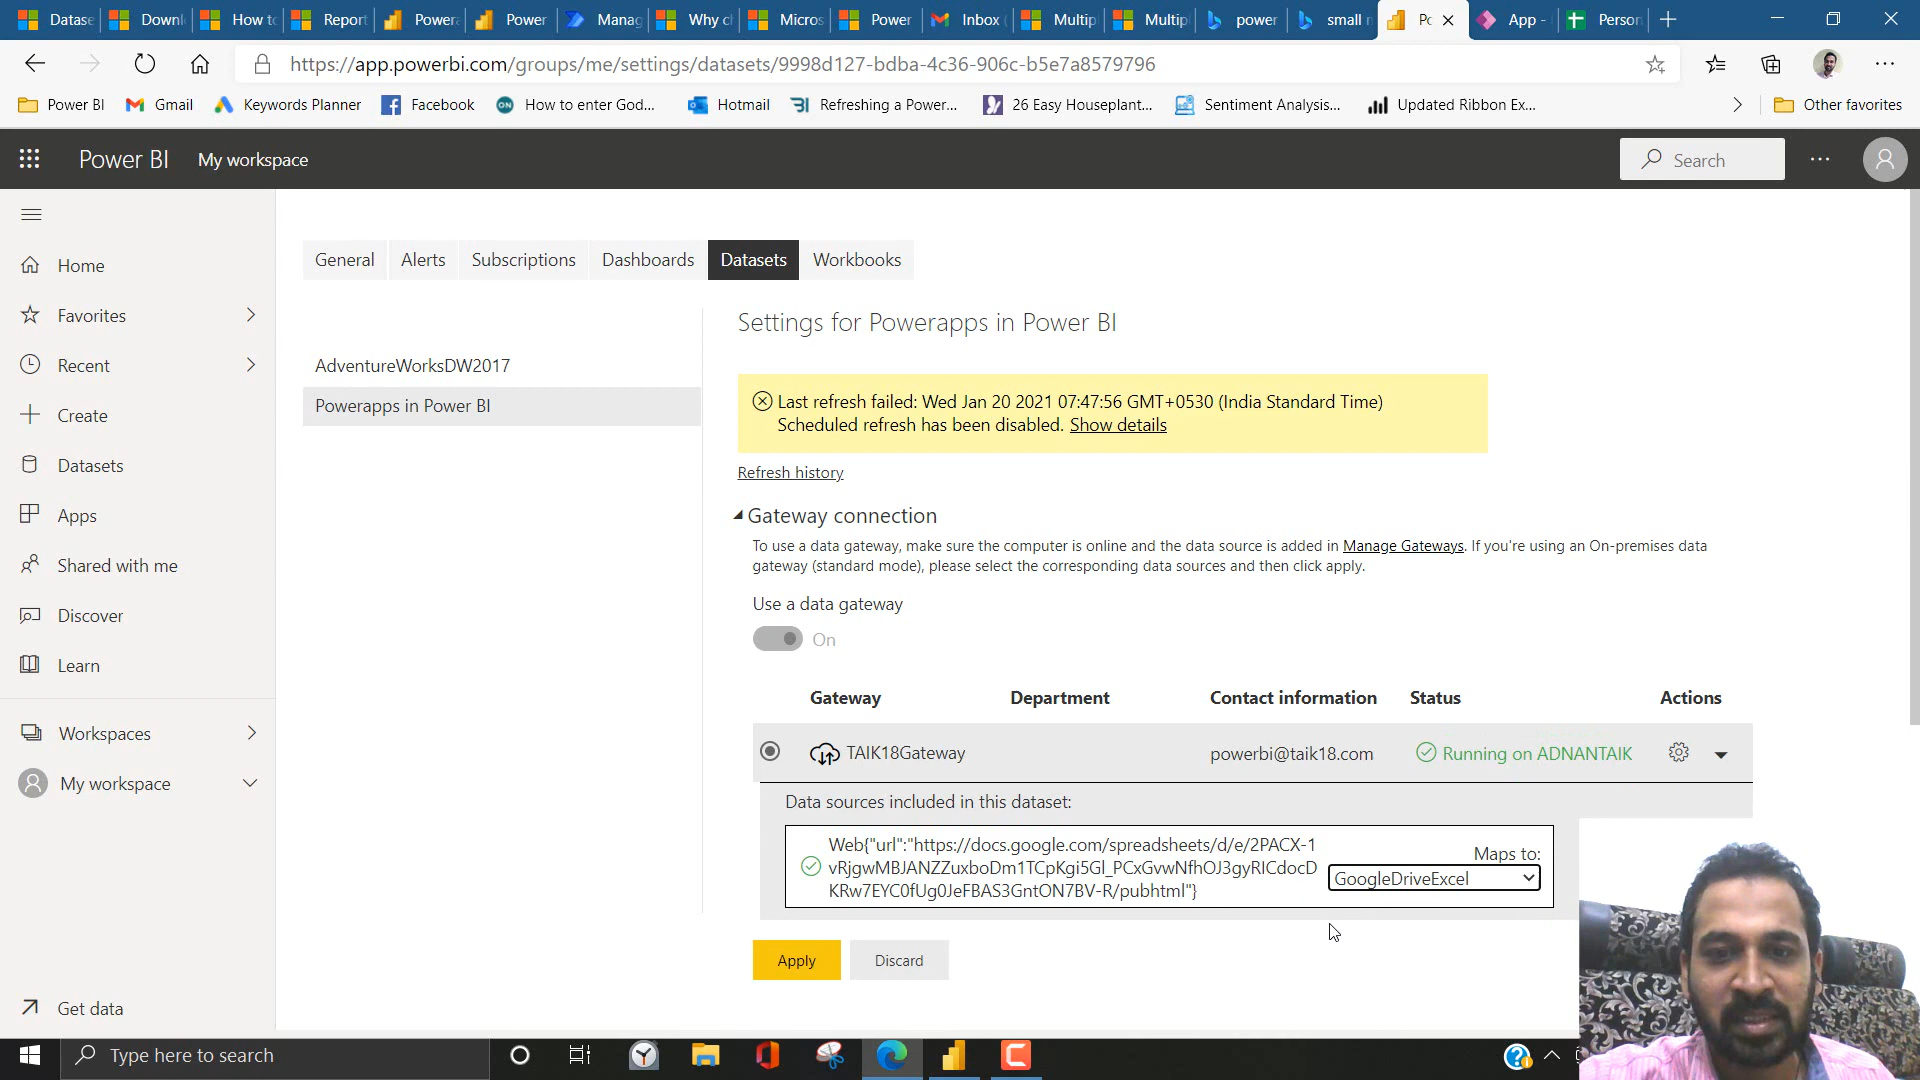 Datase
Downl
How to
Report
Powera
Power
Manag
Why c
Micros
Power
Inbox
Multip
Multip
power
small
App -
Person
https://app.powerbi.com/groups/me/settings/datasets/9998d127-bdba-4c36-906c-b5e7a8579796
Power BI
Gmail
Keywords Planner
Facebook
How to enter God...
Hotmail
Refreshing a Power...
26 Easy Houseplant...
Sentiment Analysis...
Updated Ribbon Ex...
Other favorites
Power BI
My workspace
Search
Home
Favorites
Recent
Create
Datasets
Apps
Shared with me
Discover
Learn
Workspaces
My workspace
Get data
General
Alerts
Subscriptions
Dashboards
Datasets
Workbooks
AdventureWorksDW2017
Powerapps in Power BI
Settings for Powerapps in Power BI
Last refresh failed: Wed Jan 20 2021 07:47:56 GMT+0530 (India Standard Time)
Scheduled refresh has been disabled. Show details
Refresh history
Gateway connection
To use a data gateway, make sure the computer is online and the data source is added in Manage Gateways. If you're using an On-premises data
gateway (standard mode), please select the corresponding data sources and then click apply.
Use a data gateway
On
Gateway Department Contact information Status Actions
TAIK18Gateway powerbi@taik18.com Running on ADNANTAIK
Data sources included in this dataset:
Web{"url":"https://docs.google.com/spreadsheets/d/e/2PACX-1
vRjgwMBJANZZuxboDm1TCpKgi5Gl_PCxGvwNfhOJ3gyRICdocD
KRw7EYC0fUg0JeFBAS3GntON7BV-R/pubhtml"}
Maps to:
GoogleDriveExcel
Apply
Discard
Type here to search